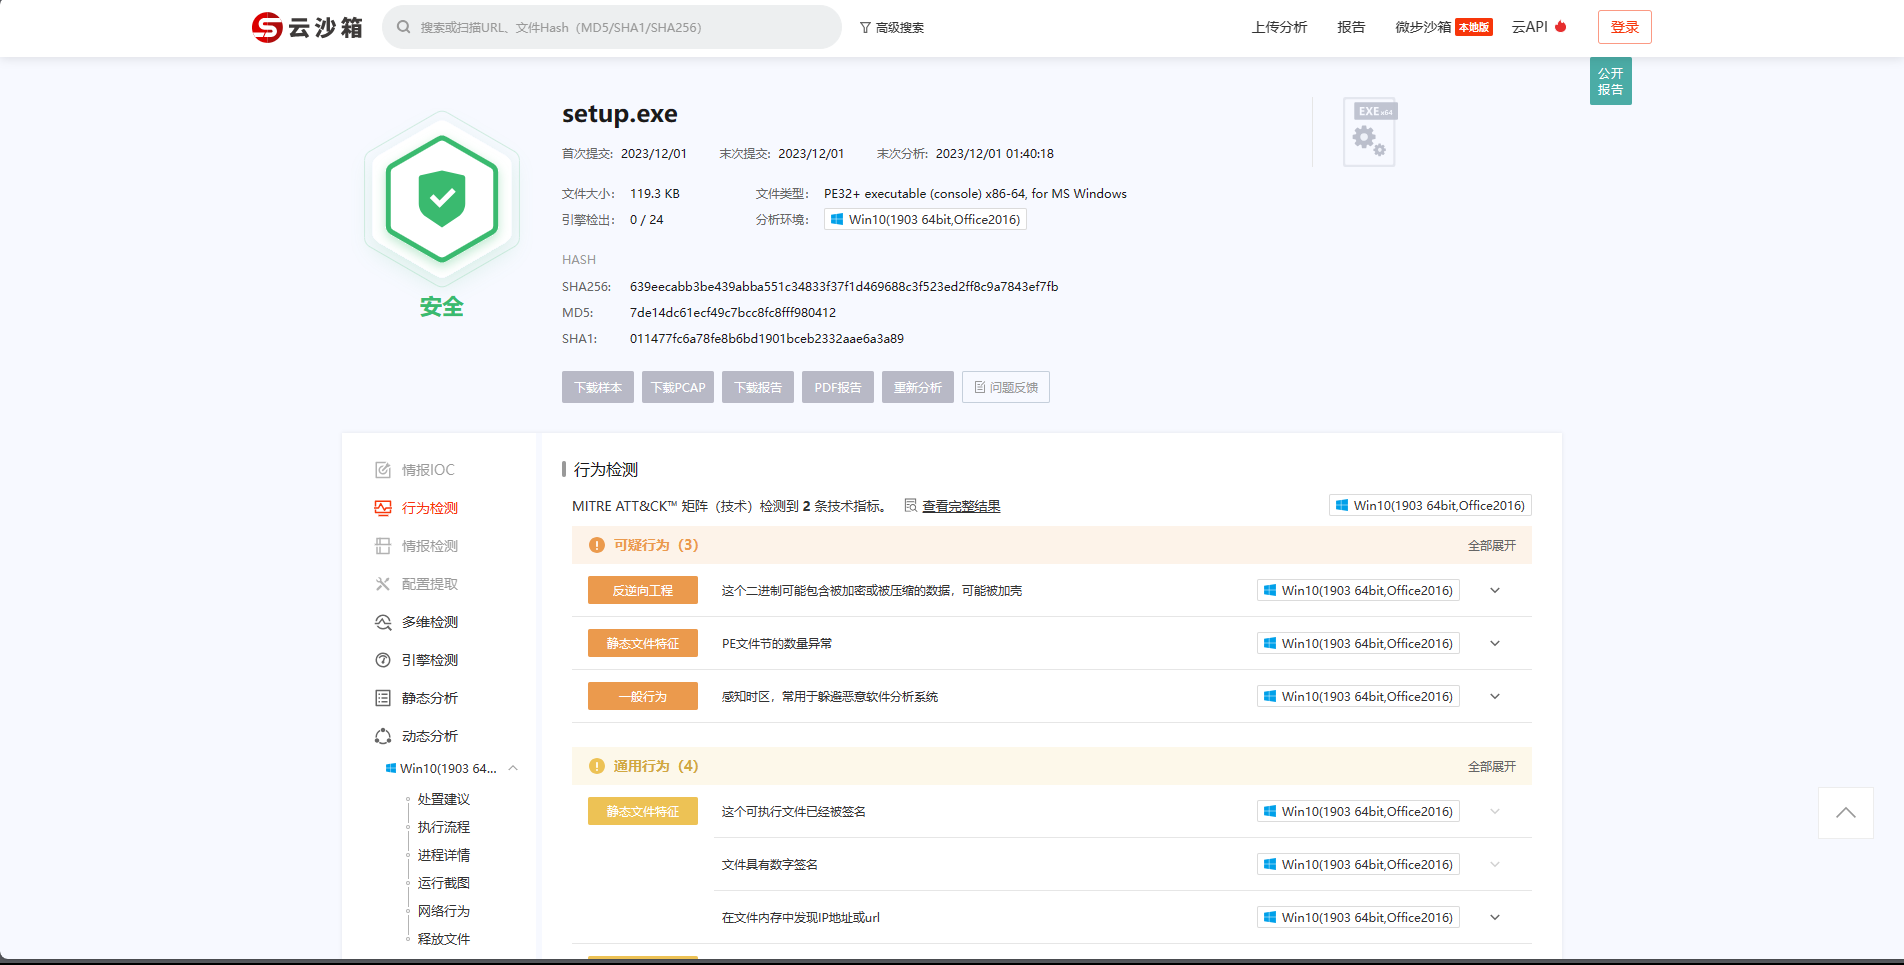 云沙箱
搜索或扫描URL、文件Hash（MD5/SHA1/SHA256)
高级搜索
上传分析
报告
微步沙箱 本地版
云API
登录
公开
报告
setup.exe
首次提交: 2023/12/01 末次提交: 2023/12/01 末次分析: 2023/12/01 01:40:18
EXE x64
文件大小: 119.3 KB 文件类型: PE32+ executable (console) x86-64, for MS Windows
引擎检出: 0 / 24 分析环境: Win10(1903 64bit,Office2016)
安全
HASH
SHA256: 639eecabb3be439abba551c34833f37f1d469688c3f523ed2ff8c9a7843ef7fb
MD5: 7de14dc61ecf49c7bcc8fc8fff980412
SHA1: 011477fc6a78fe8b6bd1901bceb2332aae6a3a89
下载样本 下载PCAP 下载报告 PDF报告 重新分析 问题反馈
情报IOC
行为检测
情报检测
配置提取
多维检测
引擎检测
静态分析
动态分析
Win10(1903 64...
处置建议
执行流程
进程详情
运行截图
网络行为
释放文件
行为检测
MITRE ATT&CK™ 矩阵（技术）检测到 2 条技术指标。 查看完整结果 Win10(1903 64bit,Office2016)
可疑行为（3） 全部展开
反逆向工程 这个二进制可能包含被加密或被压缩的数据，可能被加壳 Win10(1903 64bit,Office2016)
静态文件特征 PE文件节的数量异常 Win10(1903 64bit,Office2016)
一般行为 感知时区，常用于躲避恶意软件分析系统 Win10(1903 64bit,Office2016)
通用行为（4） 全部展开
静态文件特征 这个可执行文件已经被签名 Win10(1903 64bit,Office2016)
文件具有数字签名 Win10(1903 64bit,Office2016)
在文件内存中发现IP地址或url Win10(1903 64bit,Office2016)